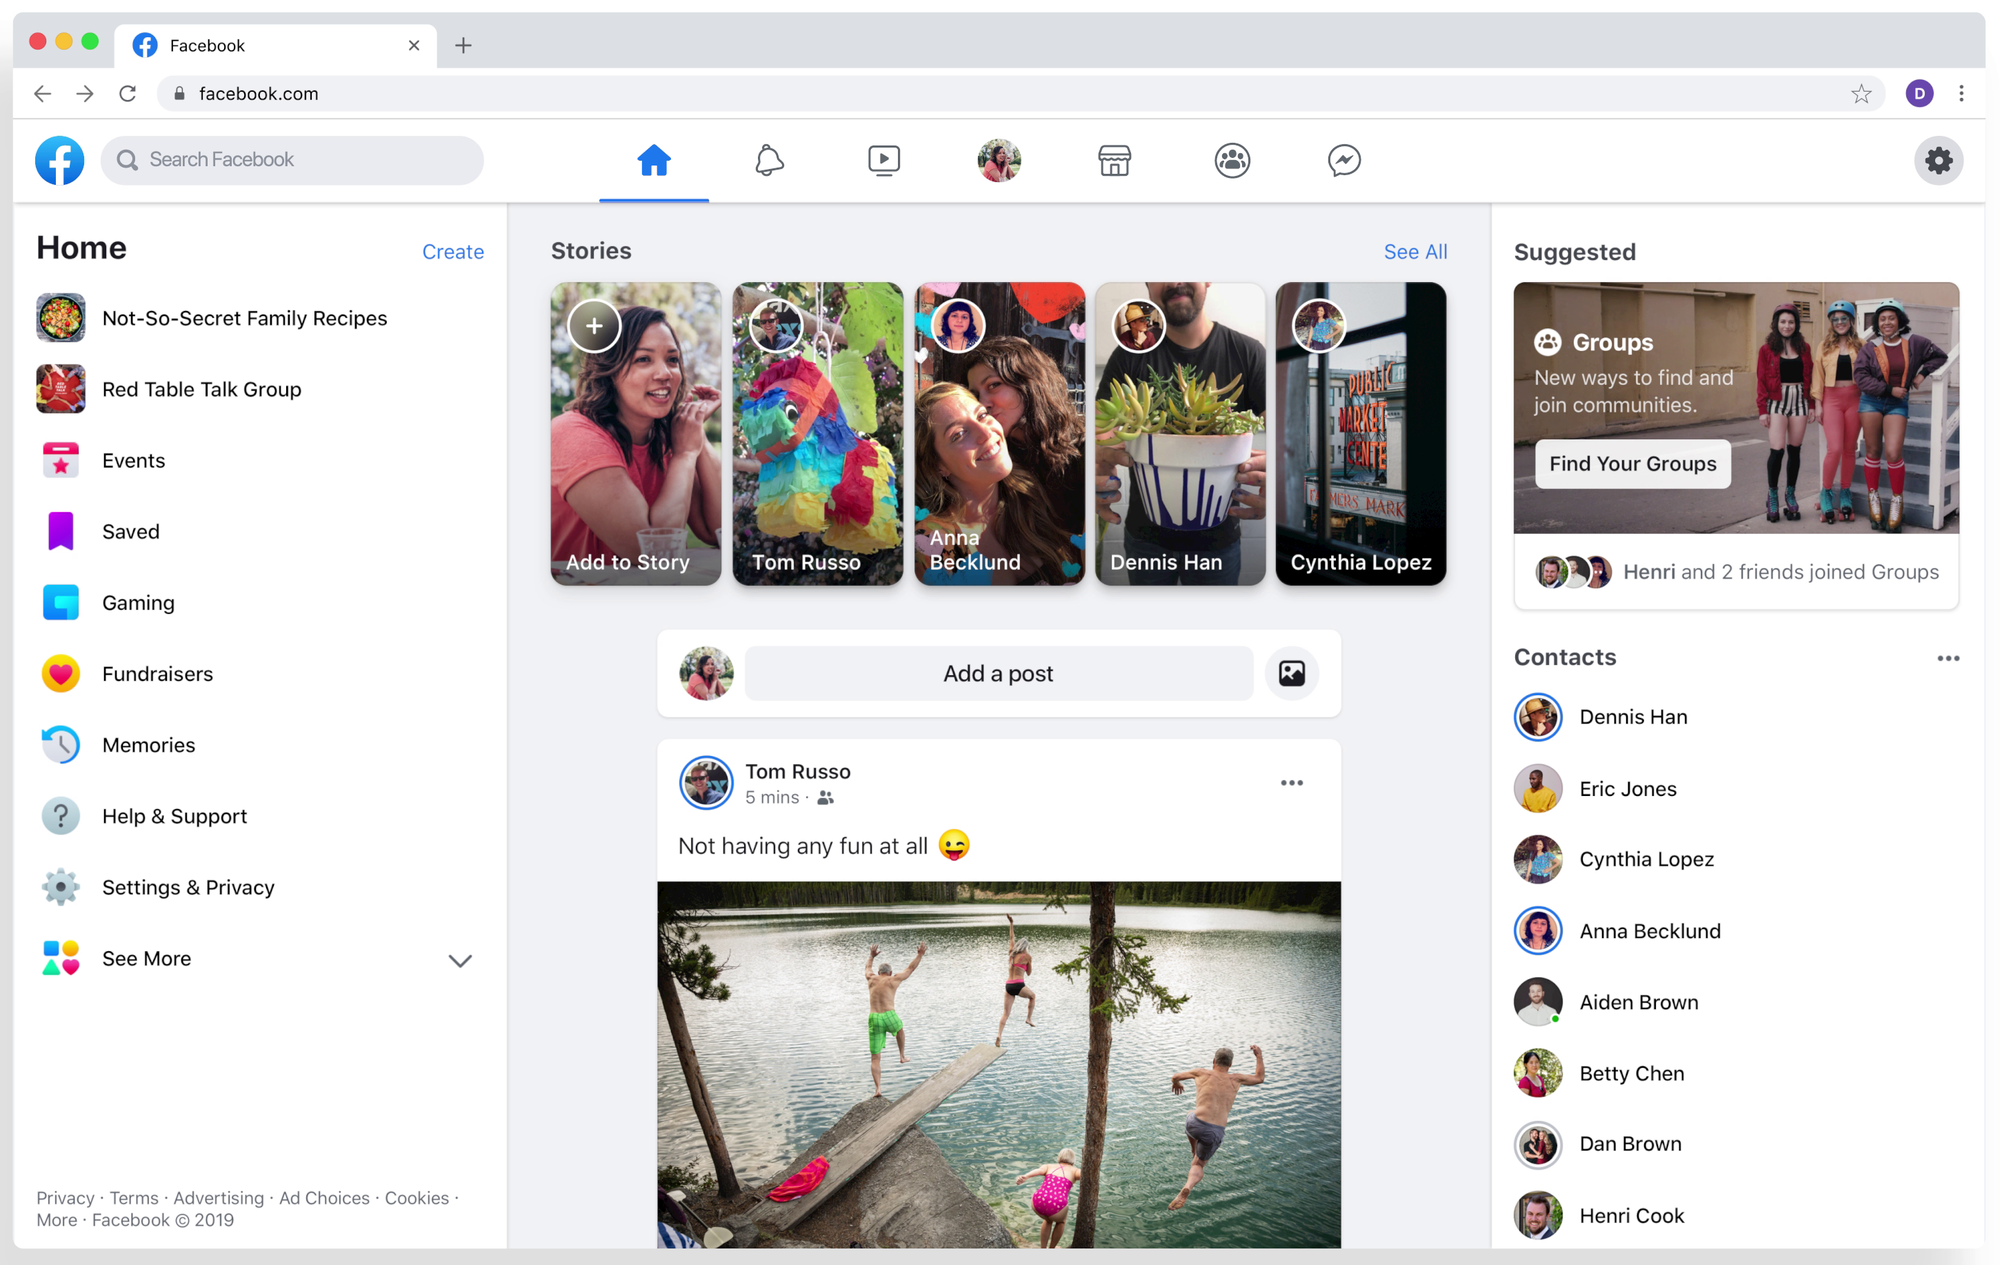 Facebook
facebook.com
D
Search Facebook
Home
Create
Not-So-Secret Family Recipes
Red Table Talk Group
Events
Saved
Gaming
Fundraisers
Memories
Help & Support
Settings & Privacy
See More
Privacy · Terms · Advertising · Ad Choices · Cookies ·
More · Facebook © 2019
Stories
See All
Add to Story
Tom Russo
Anna
Becklund
Dennis Han
PUBLIC
MARKET
CENTE
FARMERS MARK
Cynthia Lopez
Add a post
Tom Russo
5 mins ·
Not having any fun at all 😜
Suggested
Groups
New ways to find and
join communities.
Find Your Groups
Henri and 2 friends joined Groups
Contacts
Dennis Han
Eric Jones
Cynthia Lopez
Anna Becklund
Aiden Brown
Betty Chen
Dan Brown
Henri Cook